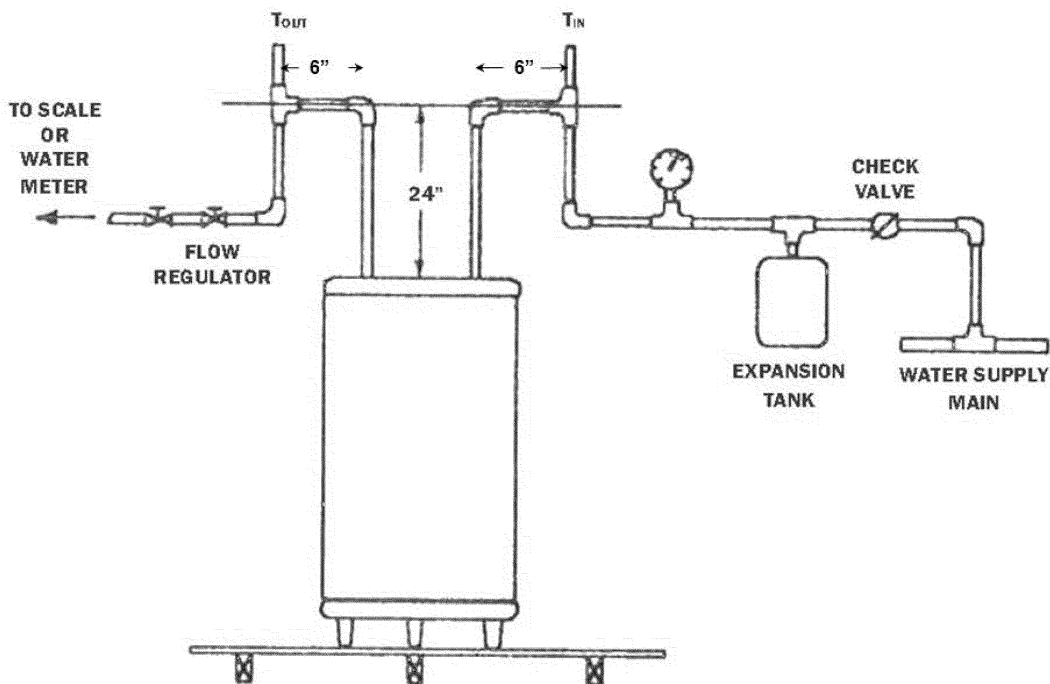 TOUT
TIN
6"
6"
TO SCALE
OR
WATER
METER
24"
CHECK
VALVE
FLOW
REGULATOR
EXPANSION
TANK
WATER SUPPLY
MAIN